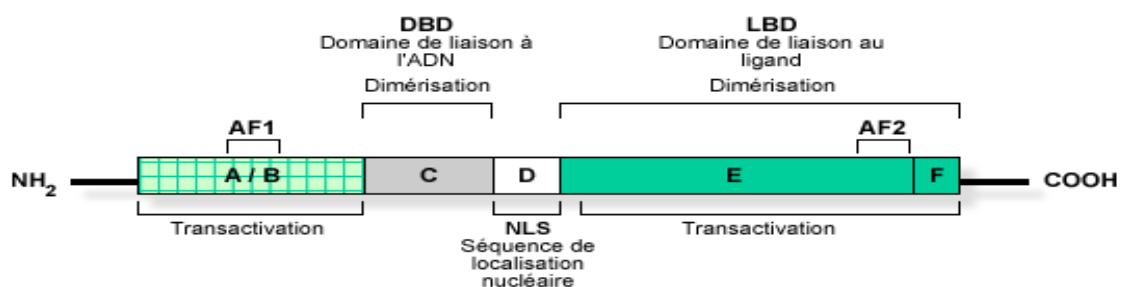 DBD
Domaine de liaison à
l'ADN
Dimérisation
LBD
Domaine de liaison au
ligand
Dimérisation
AF1
AF2
NH2
A / B
C
D
E
F
COOH
Transactivation
NLS
Séquence de
localisation
nucléaire
Transactivation